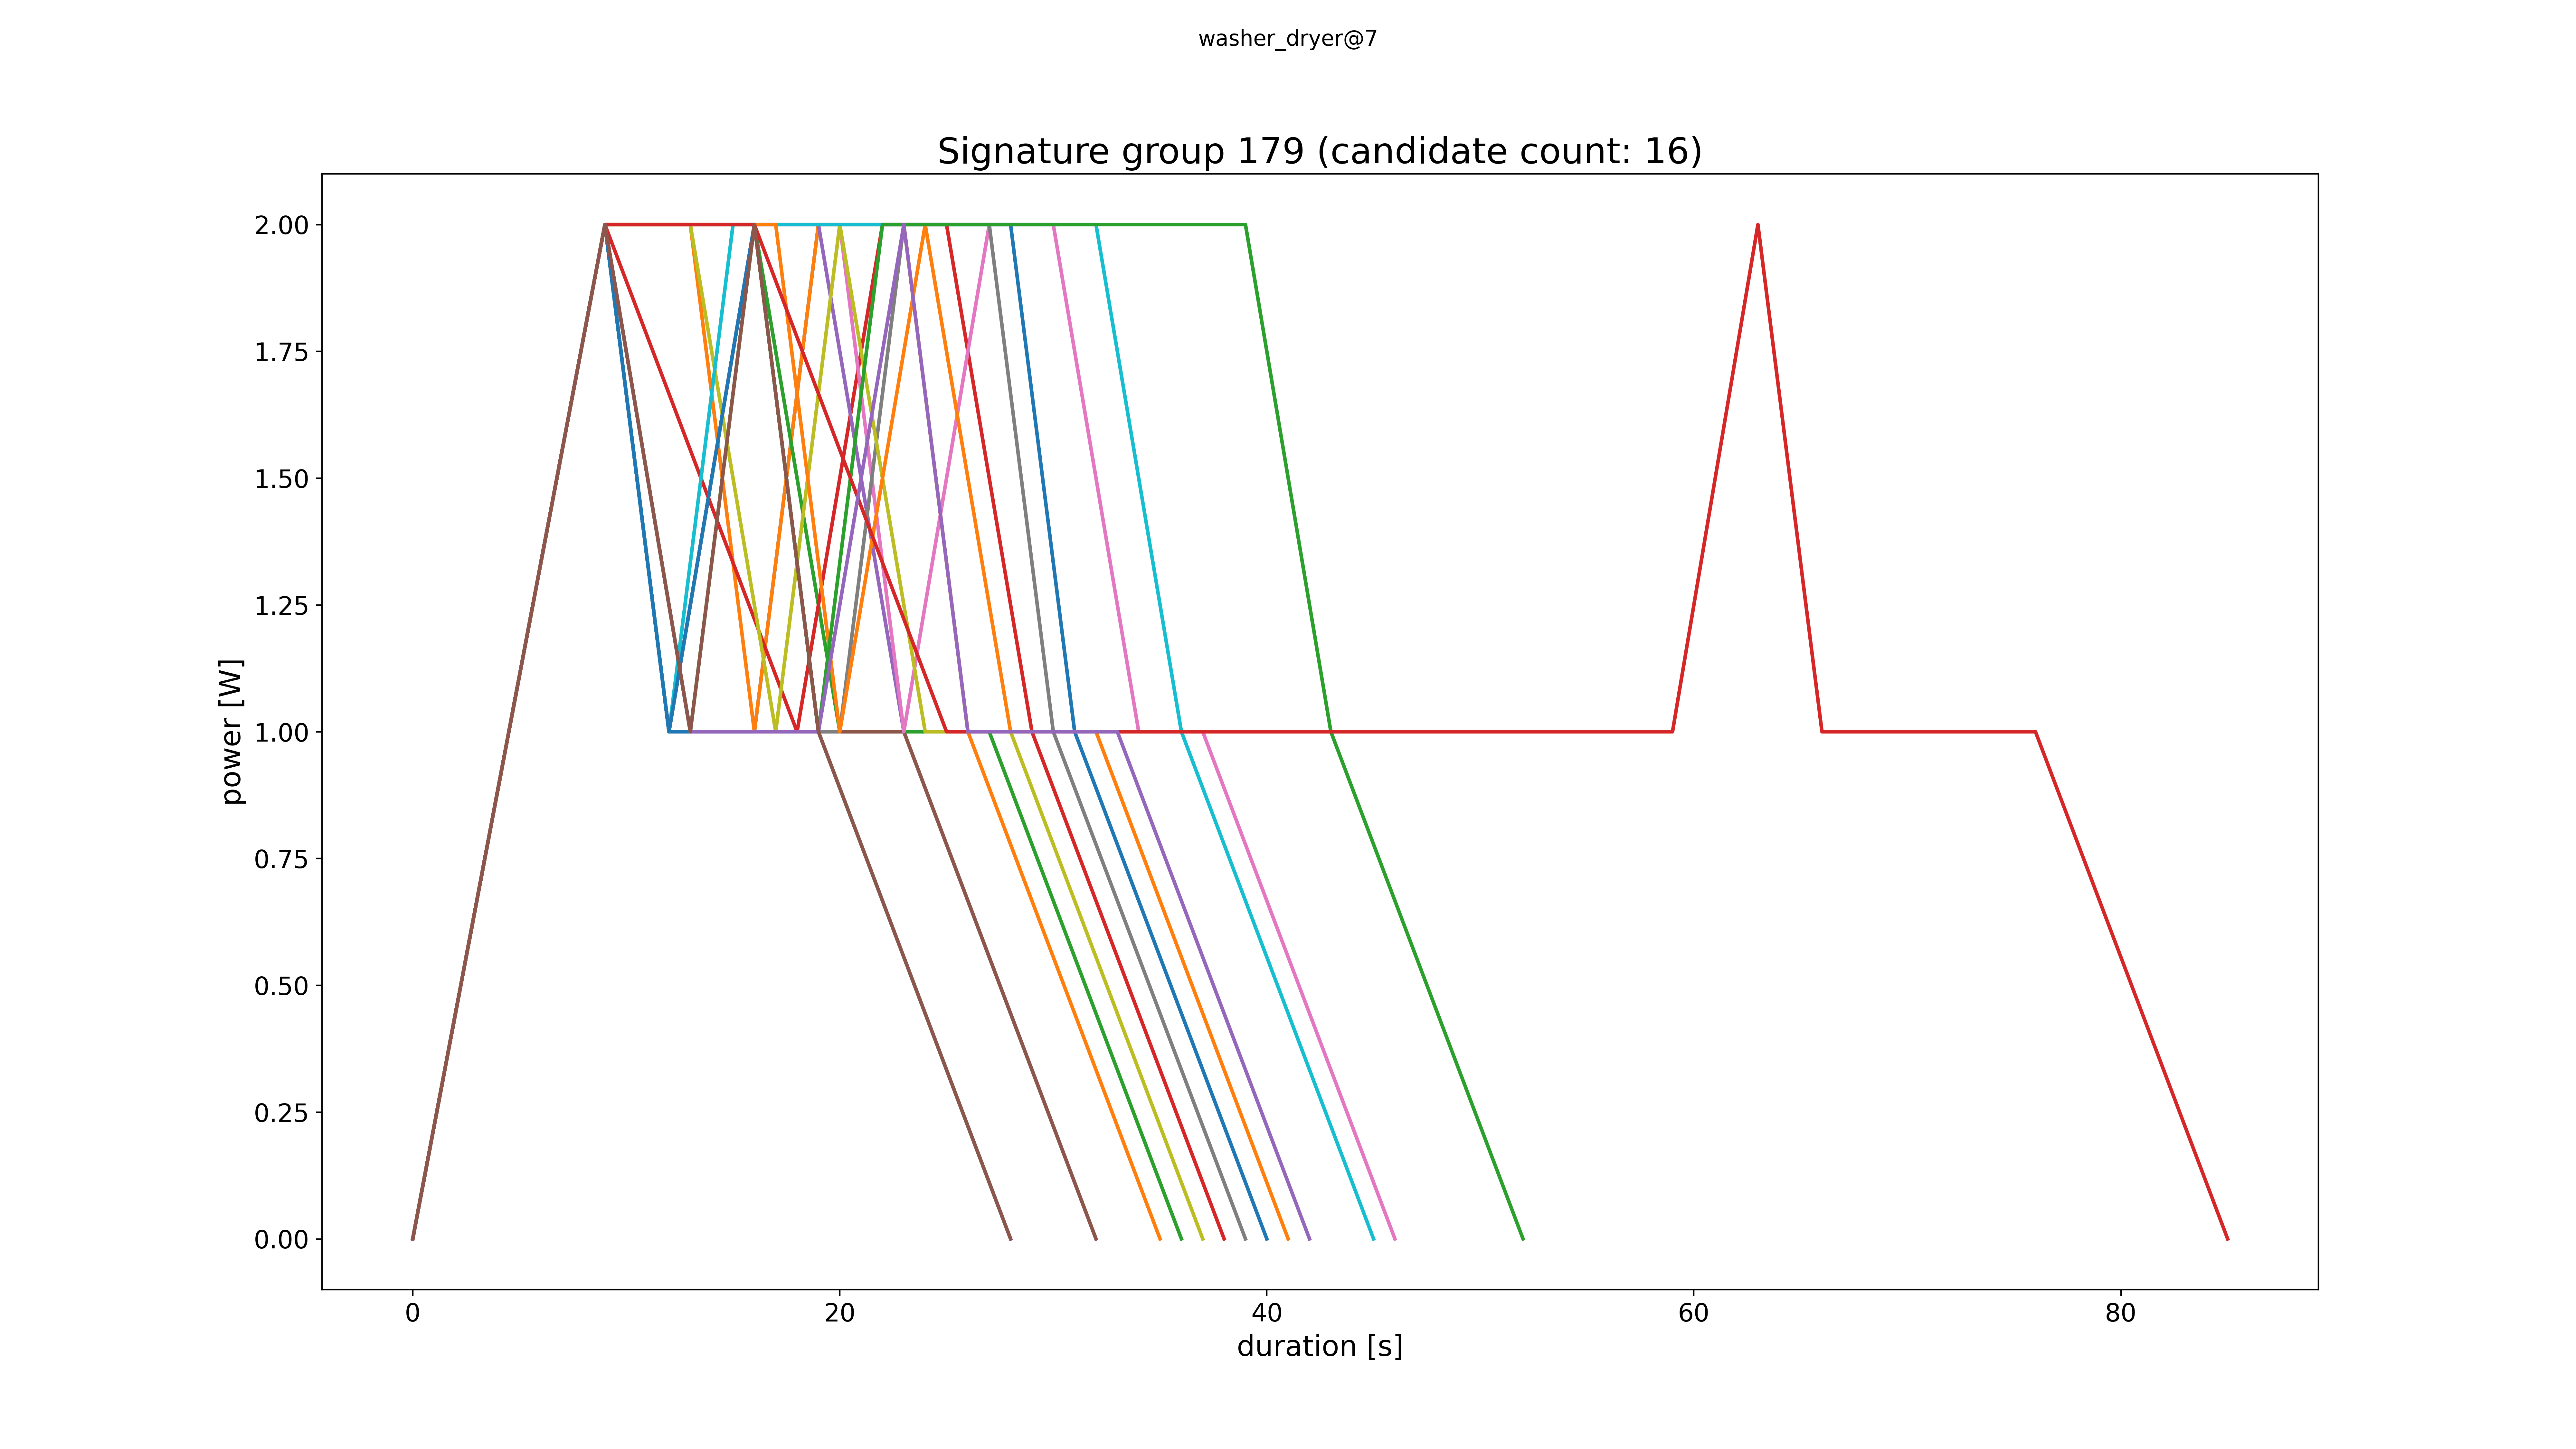 washer_dryer@7
Signature group 179 (candidate count: 16)
2.00
1.75
1.50
1.25
1.00
0.75
0.50
0.25
0.00
power [W]
0 20 40 60 80
duration [s]